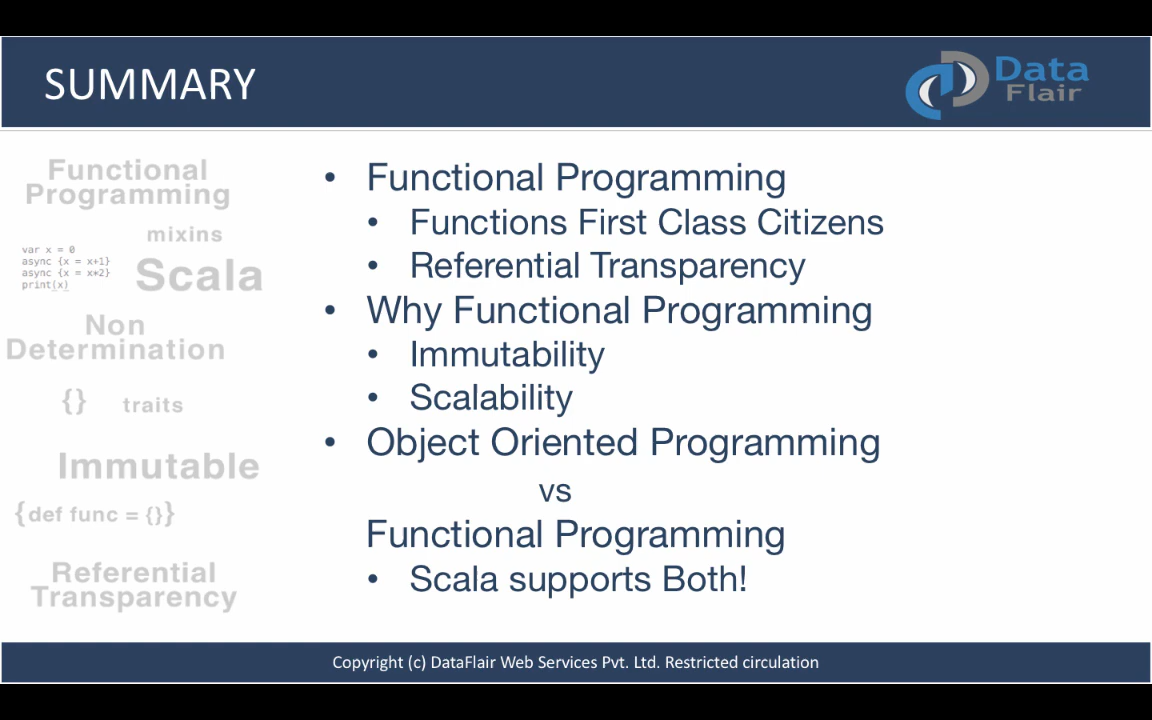 SUMMARY
Data
Flair
Functional
Programming
mixins
var x = 0
async {x = x+1}
async {x = x*2}
print(x)
Scala
Non
Determination
{} traits
Immutable
{def func = {}}
Referential
Transparency
• Functional Programming
• Functions First Class Citizens
• Referential Transparency
• Why Functional Programming
• Immutability
• Scalability
• Object Oriented Programming
vs
Functional Programming
• Scala supports Both!
Copyright (c) DataFlair Web Services Pvt. Ltd. Restricted circulation